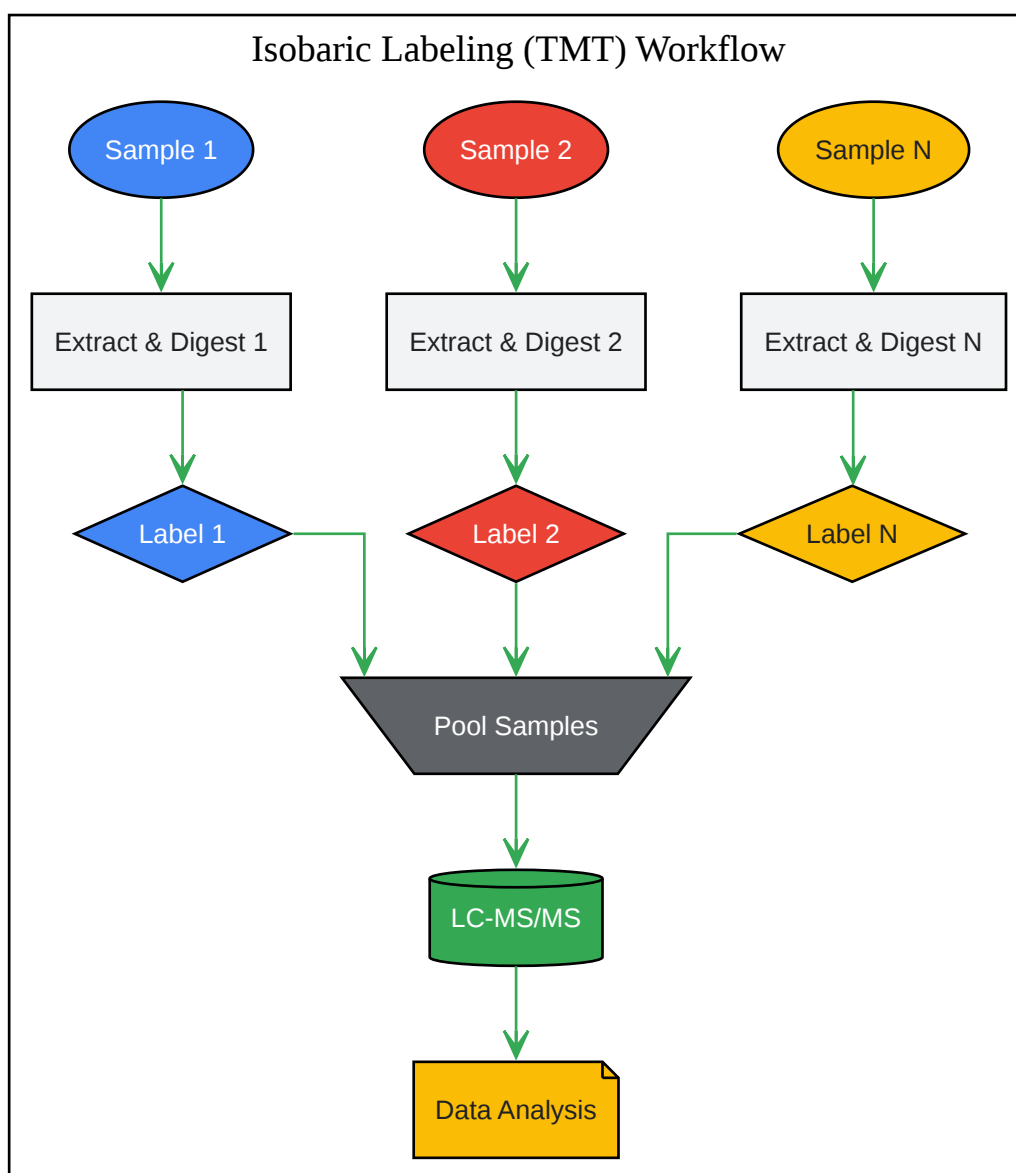 Isobaric Labeling (TMT) Workflow
Sample 1
Sample 2
Sample N
Extract & Digest 1
Extract & Digest 2
Extract & Digest N
Label 1
Label 2
Label N
Pool Samples
LC-MS/MS
Data Analysis